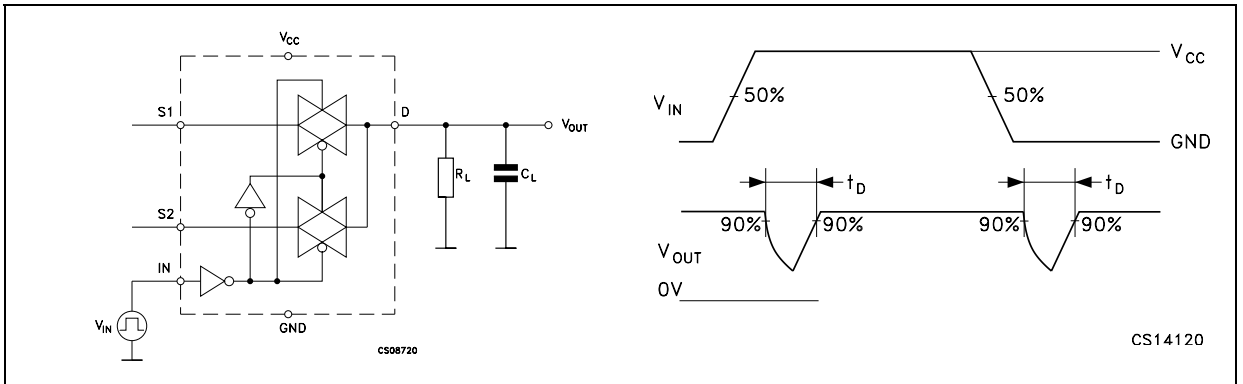 VCC
S1
D
VOUT
RL
CL
S2
IN
VIN
GND
CS08720
VCC
VIN
50%
50%
GND
tD
tD
90%
90%
90%
90%
VOUT
0V
CS14120